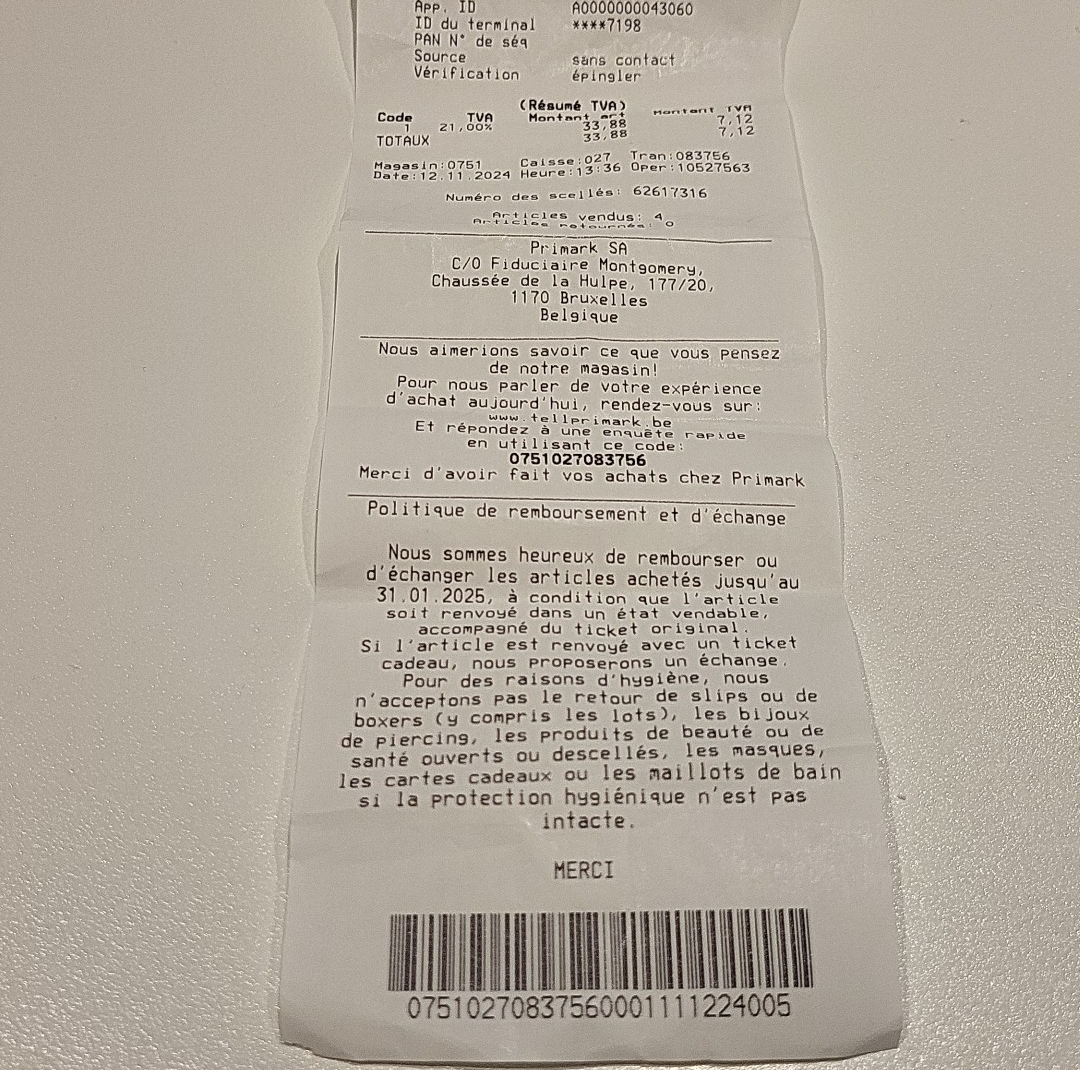 App. ID A0000000043060
ID du terminal ****7198
PAN N° de séq
Source sans contact
Vérification épingler
(Résumé TVA)
Code TVA Montant art Montant TVA
1 21,00% 33,88 7,12
TOTAUX 33,88 7,12
Magasin:0751 Caisse:027 Tran:083756
Date:12.11.2024 Heure:13:36 Oper:10527563
Numéro des scellés: 62617316
Articles vendus: 4
Articles retournés: 0
Primark SA
C/O Fiduciaire Montgomery,
Chaussée de la Hulpe, 177/20,
1170 Bruxelles
Belgique
Nous aimerions savoir ce que vous pensez
de notre magasin!
Pour nous parler de votre expérience
d'achat aujourd'hui, rendez-vous sur:
www.tellprimark.be
Et répondez à une enquête rapide
en utilisant ce code:
0751027083756
Merci d'avoir fait vos achats chez Primark
Politique de remboursement et d'échange
Nous sommes heureux de rembourser ou
d'échanger les articles achetés jusqu'au
31.01.2025, à condition que l'article
soit renvoyé dans un état vendable,
accompagné du ticket original.
Si l'article est renvoyé avec un ticket
cadeau, nous proposerons un échange.
Pour des raisons d'hygiène, nous
n'acceptons pas le retour de slips ou de
boxers (y compris les lots), les bijoux
de piercing, les produits de beauté ou de
santé ouverts ou descellés, les masques,
les cartes cadeaux ou les maillots de bain
si la protection hygiénique n'est pas
intacte.
MERCI
07510270837560001111224005